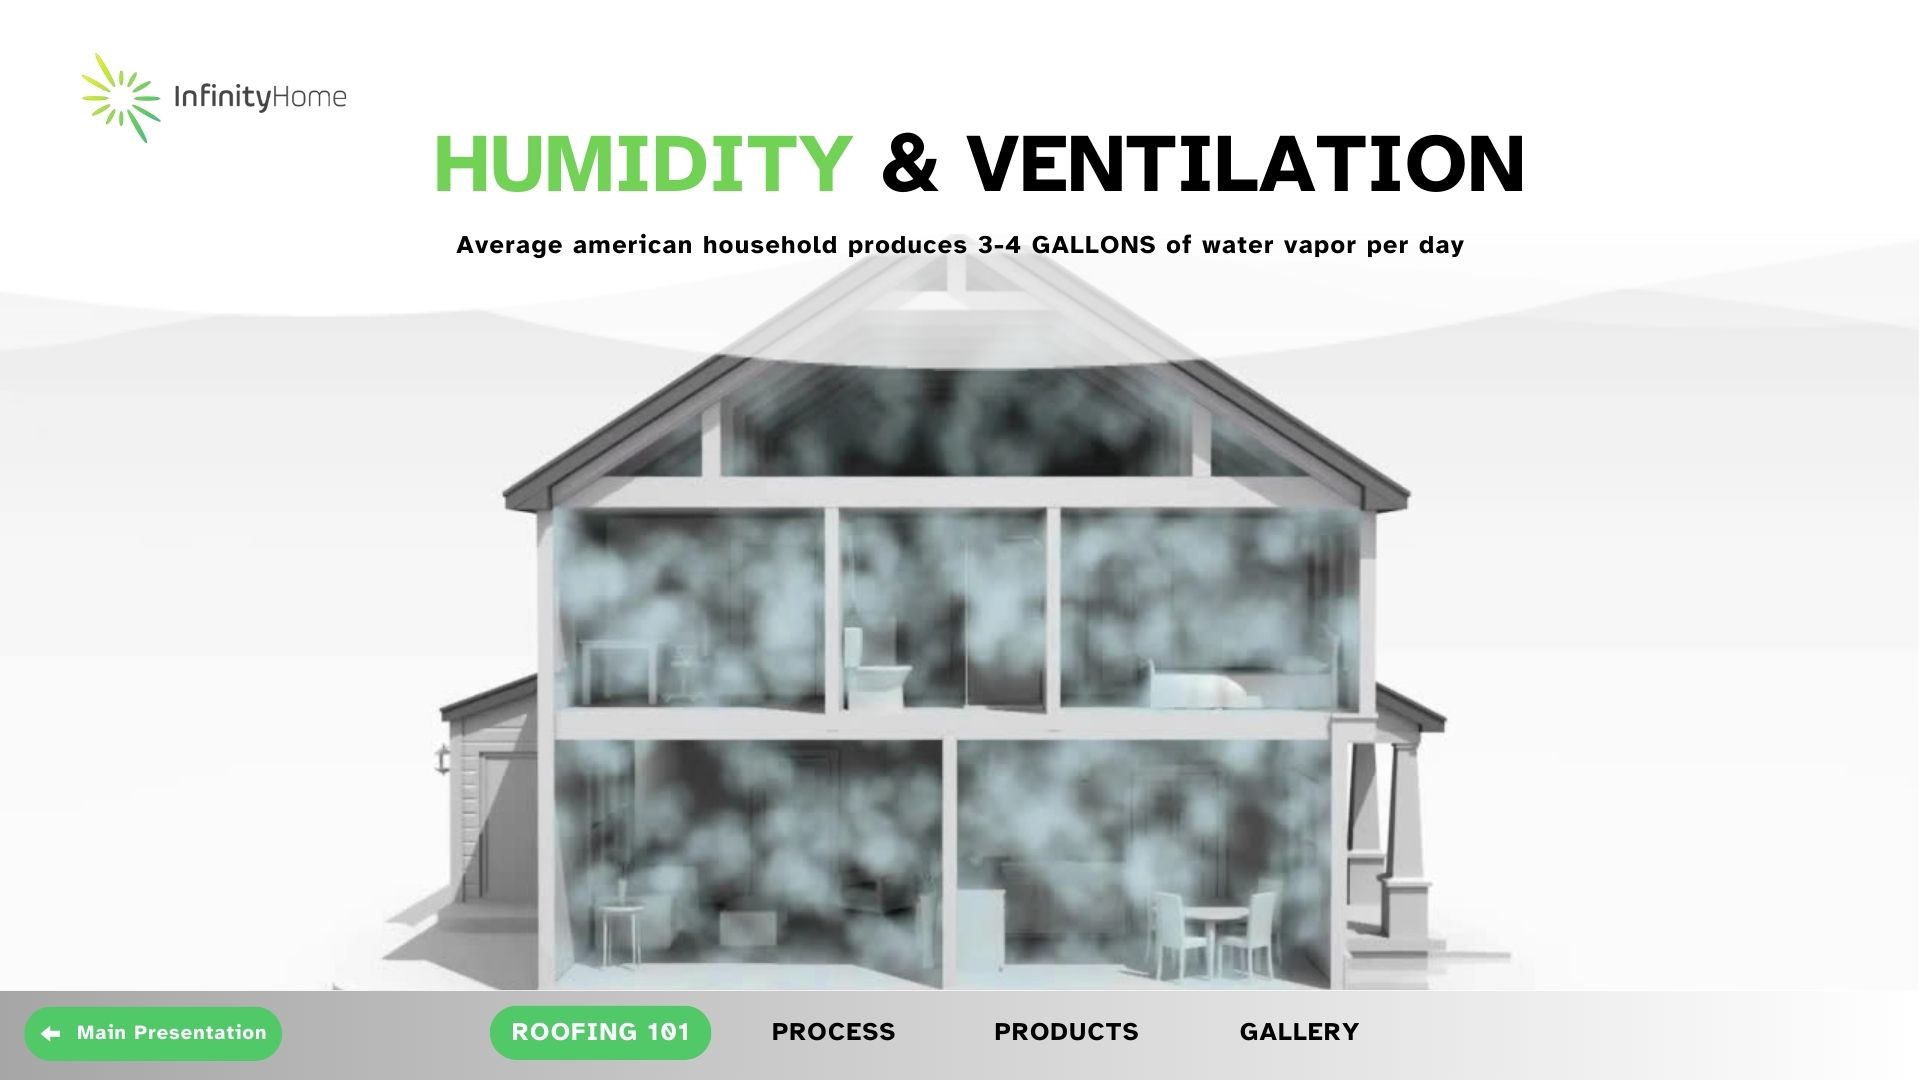 InfinityHome
HUMIDITY & VENTILATION
Average american household produces 3-4 GALLONS of water vapor per day
Main Presentation
ROOFING 101
PROCESS
PRODUCTS
GALLERY